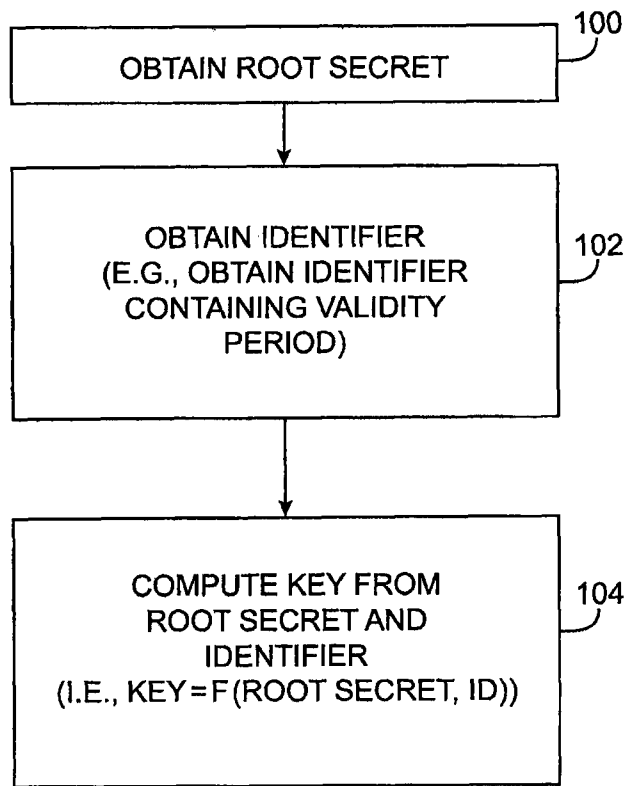 100
OBTAIN ROOT SECRET
OBTAIN IDENTIFIER
(E.G., OBTAIN IDENTIFIER
CONTAINING VALIDITY
PERIOD)
102
COMPUTE KEY FROM
ROOT SECRET AND
IDENTIFIER
(I.E., KEY=F(ROOT SECRET, ID))
104